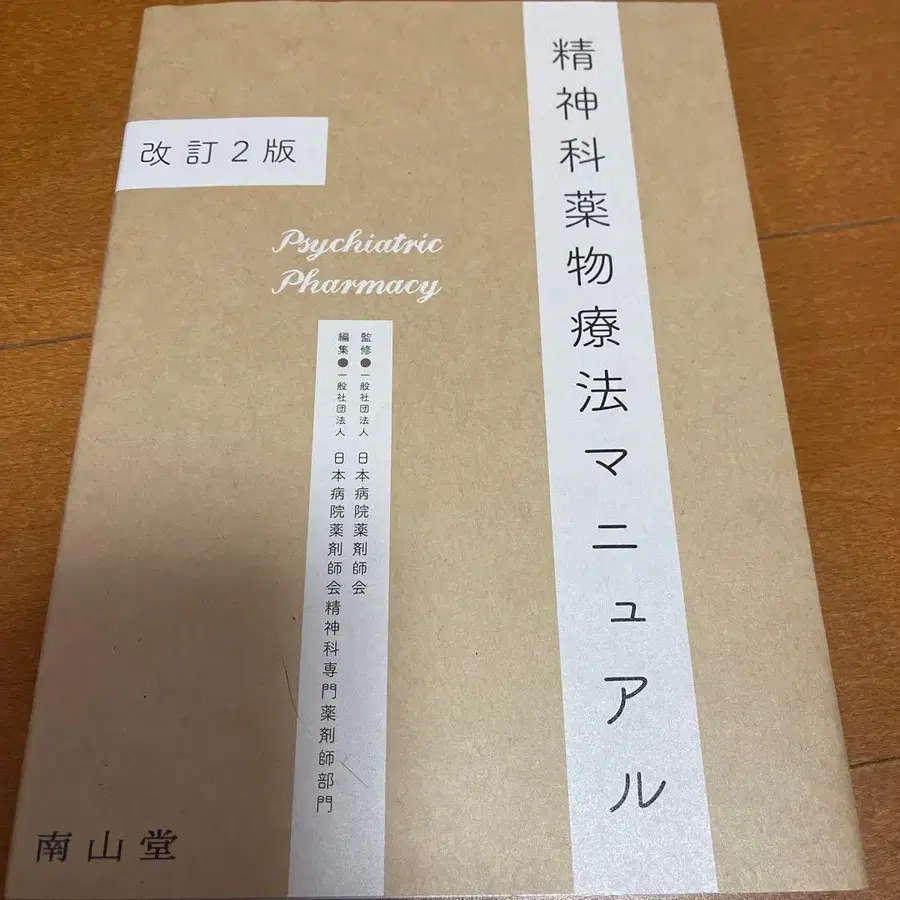 精神科薬物療法マニュアル
改訂2版
Psychiatric
Pharmacy
監修●一般社団法人 日本病院薬剤師会
編集●一般社団法人 日本病院薬剤師会精神科専門薬剤師部門
南山堂